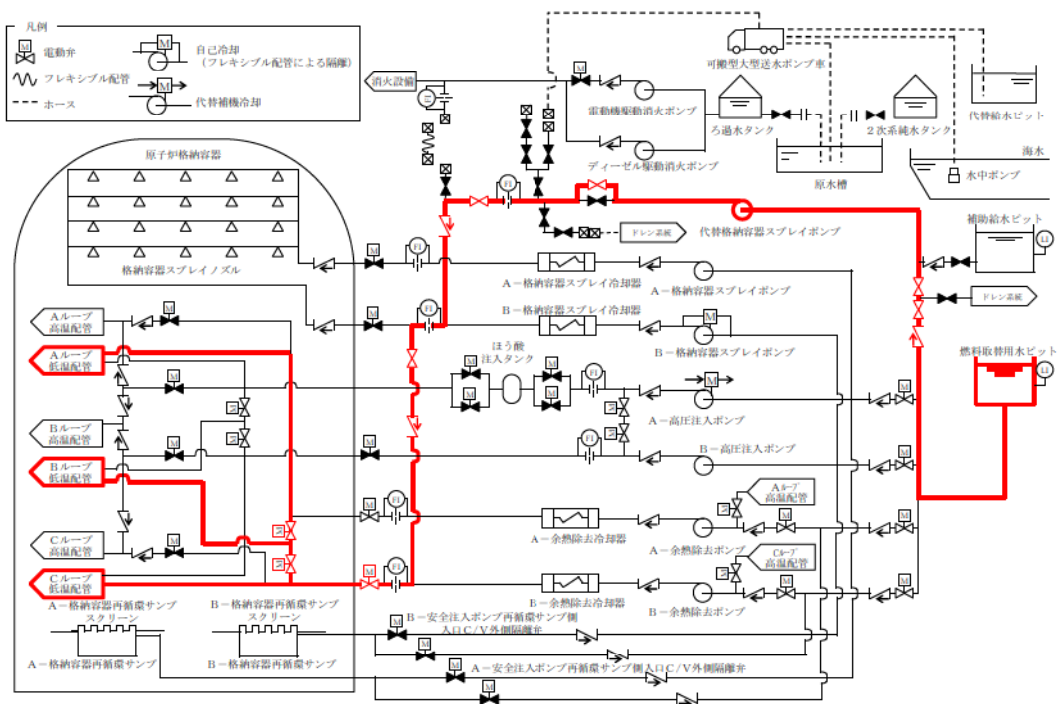 凡例
M
電動弁
フレキシブル配管
ホース
M
自己冷却
(フレキシブル配管による隔離)
M
代替補機冷却
消火設備
FI
M
電動機駆動消火ポンプ
ディーゼル駆動消火ポンプ
可搬型大型送水ポンプ車
ろ過水タンク
2次系純水タンク
原水槽
代替給水ピット
海水
水中ポンプ
原子炉格納容器
格納容器スプレイノズル
FI
代替格納容器スプレイポンプ
ドレン系統
補助給水ピット
LI
ドレン系統
燃料取替用水ピット
LI
M
FI
A-格納容器スプレイ冷却器
A-格納容器スプレイポンプ
M
FI
B-格納容器スプレイ冷却器
M
B-格納容器スプレイポンプ
Aループ
高温配管
M
Aループ
低温配管
Bループ
高温配管
Bループ
低温配管
Cループ
高温配管
M
Cループ
低温配管
M
M
M
M
M
M
M
ほう酸
注入タンク
M
M
FI
M
M
M
A-高圧注入ポンプ
M
M
FI
B-高圧注入ポンプ
M
M
FI
A-余熱除去冷却器
A-余熱除去ポンプ
M
Aループ
高温配管
M
M
M
FI
B-余熱除去冷却器
B-余熱除去ポンプ
M
Cループ
高温配管
M
M
A-格納容器再循環サンプ
スクリーン
A-格納容器再循環サンプ
B-格納容器再循環サンプ
スクリーン
B-格納容器再循環サンプ
M
B-安全注入ポンプ再循環サンプ側
入口C/V外側隔離弁
M
M
A-安全注入ポンプ再循環サンプ側入口C/V外側隔離弁
M